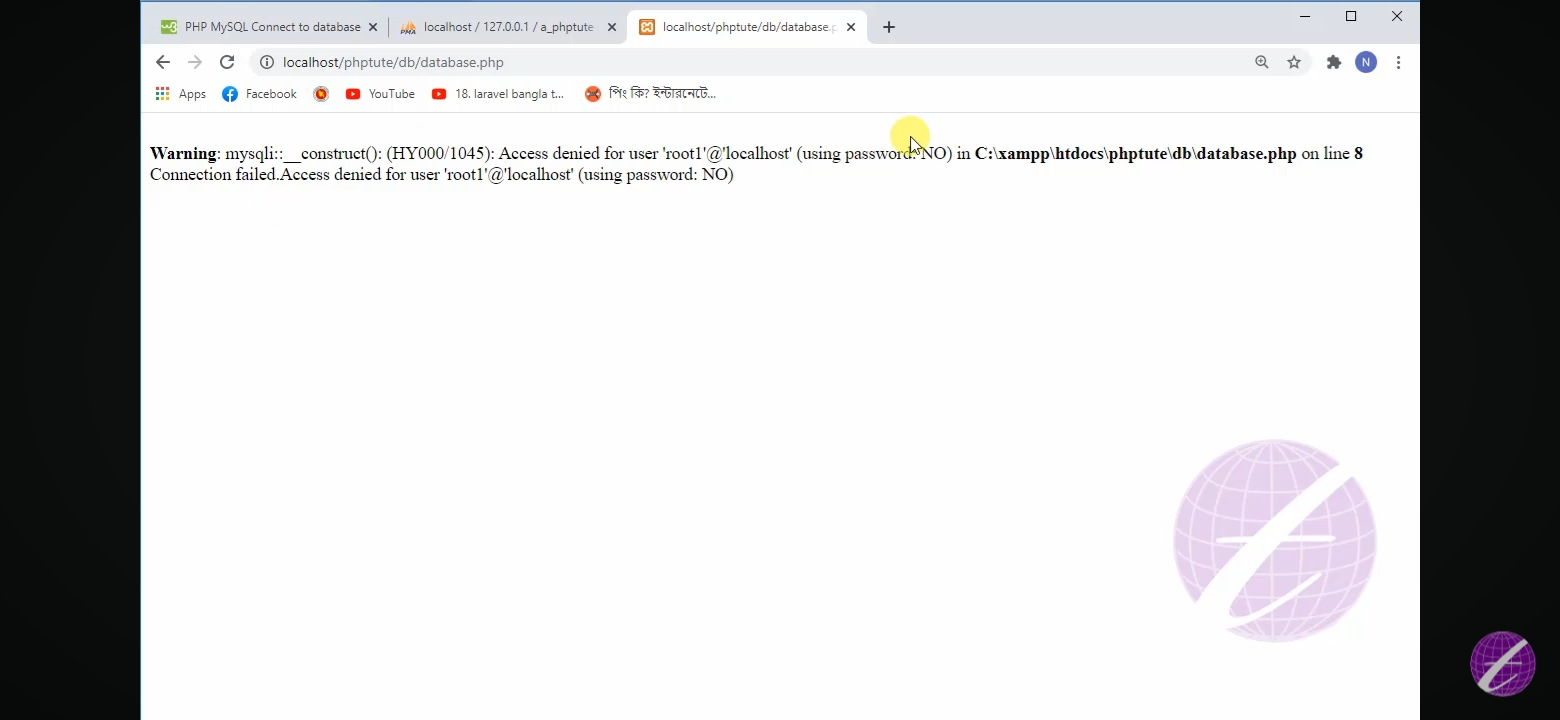 PHP MySQL Connect to database
localhost / 127.0.0.1 / a_phptute
localhost/phptute/db/database.p
localhost/phptute/db/database.php
N
Apps
Facebook
YouTube
18. laravel bangla t...
পিং কি? ইন্টারনেটে...
Warning: mysqli::__construct(): (HY000/1045): Access denied for user 'root1'@'localhost' (using password: NO) in C:\xampp\htdocs\phptute\db\database.php on line 8
Connection failed.Access denied for user 'root1'@'localhost' (using password: NO)